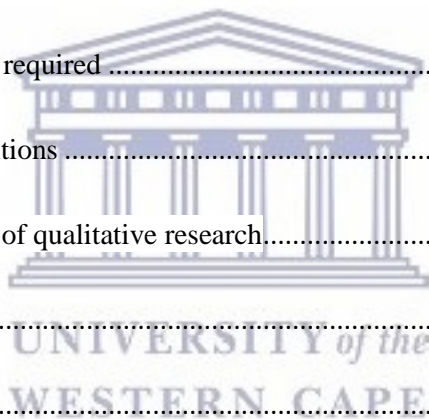 required ........................................
tions ..............................................
of qualitative research.....................
.....................................................
UNIVERSITY of the
.....................................................
WESTERN CAPE